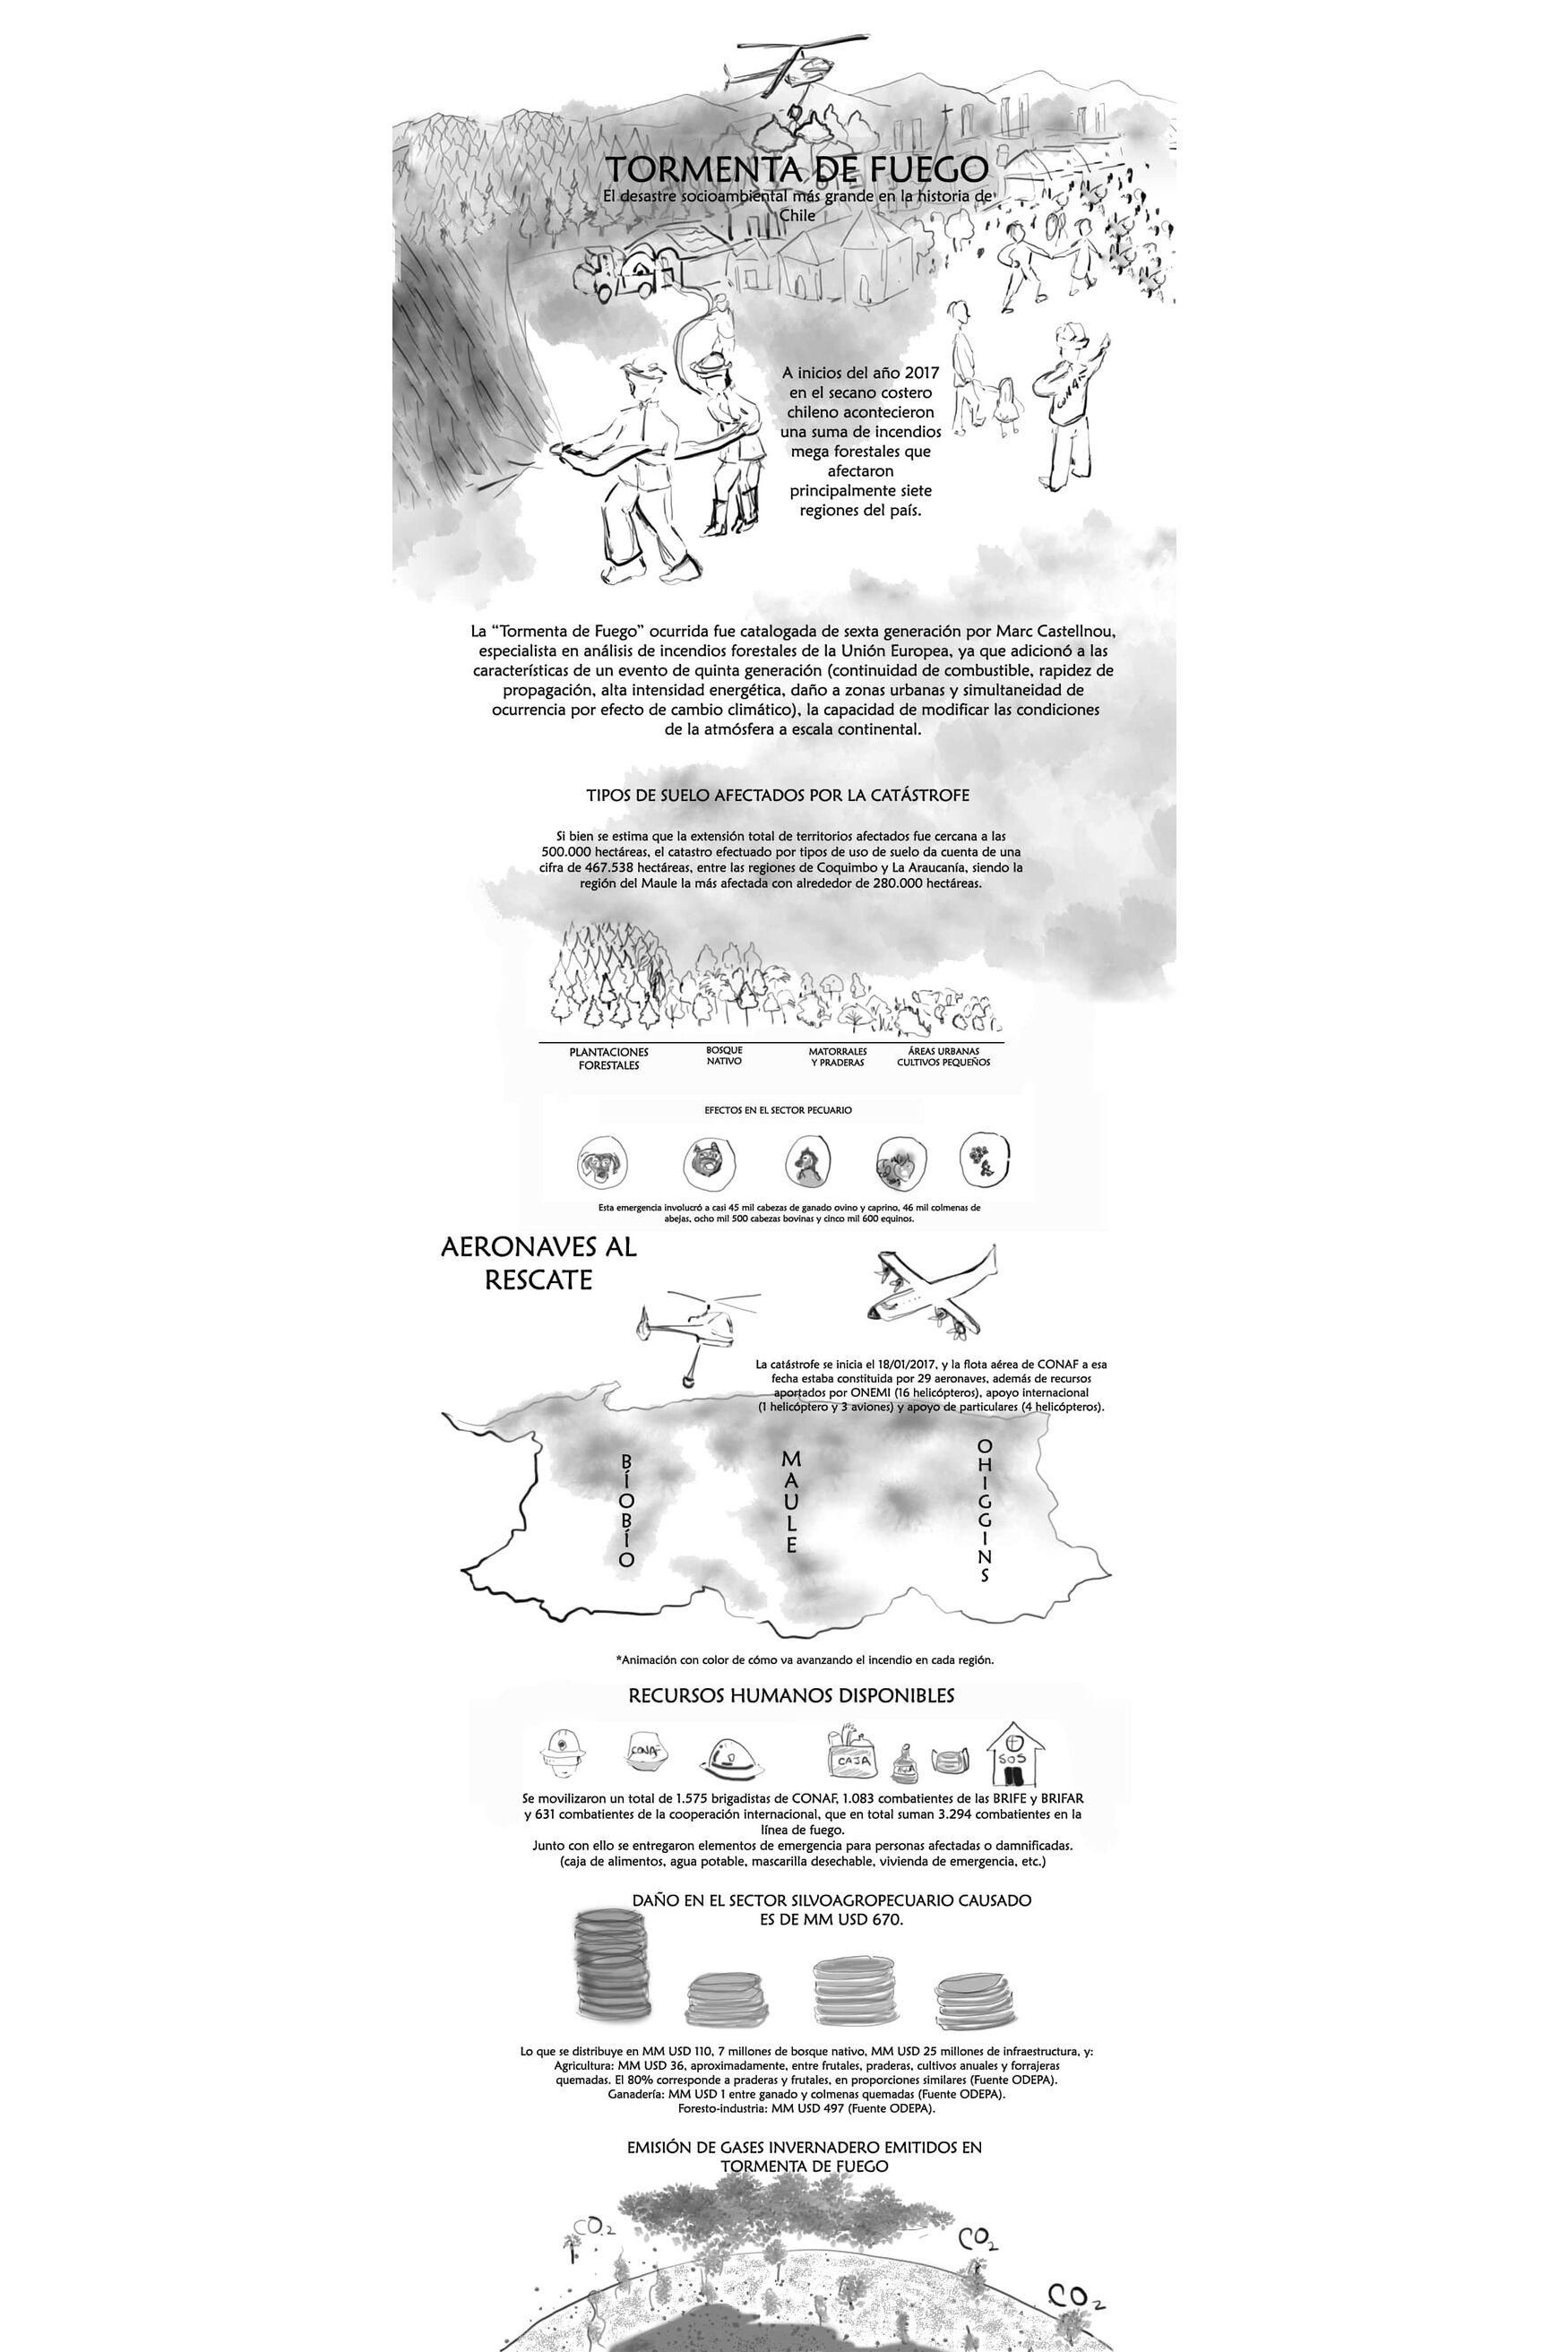 TORMENTA DE FUEGO
El desastre socioambiental más grande en la historia de
Chile
A inicios del año 2017
en el secano costero
chileno acontecieron
una suma de incendios
mega forestales que
afectaron
principalmente siete
regiones del país.
CONAF
La “Tormenta de Fuego” ocurrida fue catalogada de sexta generación por Marc Castellnou,
especialista en análisis de incendios forestales de la Unión Europea, ya que adicionó a las
características de un evento de quinta generación (continuidad de combustible, rapidez de
propagación, alta intensidad energética, daño a zonas urbanas y simultaneidad de
ocurrencia por efecto de cambio climático), la capacidad de modificar las condiciones
de la atmósfera a escala continental.
TIPOS DE SUELO AFECTADOS POR LA CATÁSTROFE
Si bien se estima que la extensión total de territorios afectados fue cercana a las
500.000 hectáreas, el catastro efectuado por tipos de uso de suelo da cuenta de una
cifra de 467.538 hectáreas, entre las regiones de Coquimbo y La Araucanía, siendo la
región del Maule la más afectada con alrededor de 280.000 hectáreas.
PLANTACIONES
FORESTALES
BOSQUE
NATIVO
MATORRALES
Y PRADERAS
ÁREAS URBANAS
CULTIVOS PEQUEÑOS
EFECTOS EN EL SECTOR PECUARIO
Esta emergencia involucró a casi 45 mil cabezas de ganado ovino y caprino, 46 mil colmenas de
abejas, ocho mil 500 cabezas bovinas y cinco mil 600 equinos.
AERONAVES AL
RESCATE
La catástrofe se inicia el 18/01/2017, y la flota aérea de CONAF a esa
fecha estaba constituida por 29 aeronaves, además de recursos
aportados por ONEMI (16 helicópteros), apoyo internacional
(1 helicóptero y 3 aviones) y apoyo de particulares (4 helicópteros).
BÍOBÍO
MAULE
OHIGGINS
*Animación con color de cómo va avanzando el incendio en cada región.
RECURSOS HUMANOS DISPONIBLES
CONAF
CAJA
AGUA
SOS
Se movilizaron un total de 1.575 brigadistas de CONAF, 1.083 combatientes de las BRIFE y BRIFAR
y 631 combatientes de la cooperación internacional, que en total suman 3.294 combatientes en la
línea de fuego.
Junto con ello se entregaron elementos de emergencia para personas afectadas o damnificadas.
(caja de alimentos, agua potable, mascarilla desechable, vivienda de emergencia, etc.)
DAÑO EN EL SECTOR SILVOAGROPECUARIO CAUSADO
ES DE MM USD 670.
Lo que se distribuye en MM USD 110, 7 millones de bosque nativo, MM USD 25 millones de infraestructura, y:
Agricultura: MM USD 36, aproximadamente, entre frutales, praderas, cultivos anuales y forrajeras
quemadas. El 80% corresponde a praderas y frutales, en proporciones similares (Fuente ODEPA).
Ganadería: MM USD 1 entre ganado y colmenas quemadas (Fuente ODEPA).
Foresto-industria: MM USD 497 (Fuente ODEPA).
EMISIÓN DE GASES INVERNADERO EMITIDOS EN
TORMENTA DE FUEGO
CO2
CO2
CO2